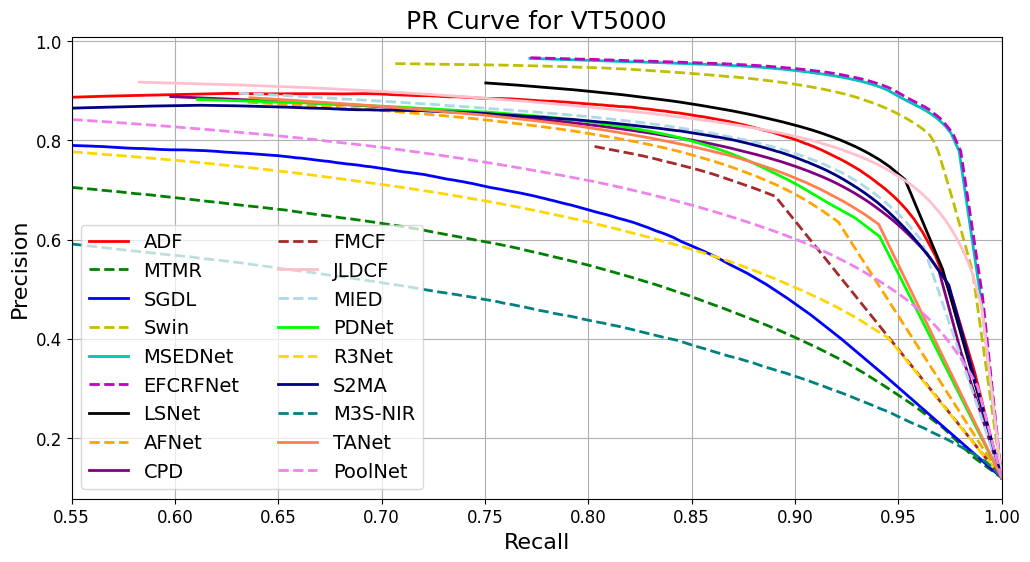 PR Curve for VT5000
Precision
1.0
0.8
0.6
0.4
0.2
ADF
MTMR
SGDL
Swin
MSEDNet
EFCRFNet
LSNet
AFNet
CPD
FMCF
JLDCF
MIED
PDNet
R3Net
S2MA
M3S-NIR
TANet
PoolNet
0.55 0.60 0.65 0.70 0.75 0.80 0.85 0.90 0.95 1.00
Recall